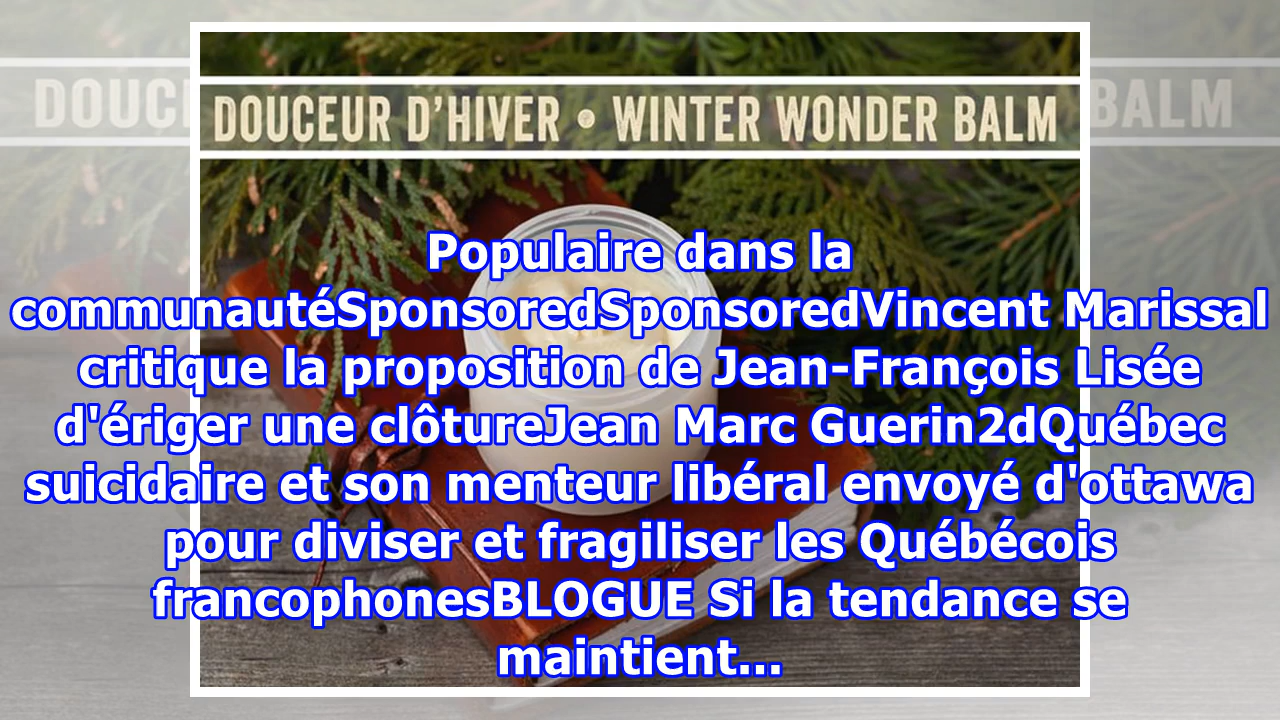 DOUCEUR D'HIVER • WINTER WONDER BALM
DOUC
BALM
Populaire dans la
communautéSponsoredSponsoredVincent Marissal
critique la proposition de Jean-François Lisée
d'ériger une clôtureJean Marc Guerin2dQuébec
suicidaire et son menteur libéral envoyé d'ottawa
pour diviser et fragiliser les Québécois
francophonesBLOGUE Si la tendance se
maintient...